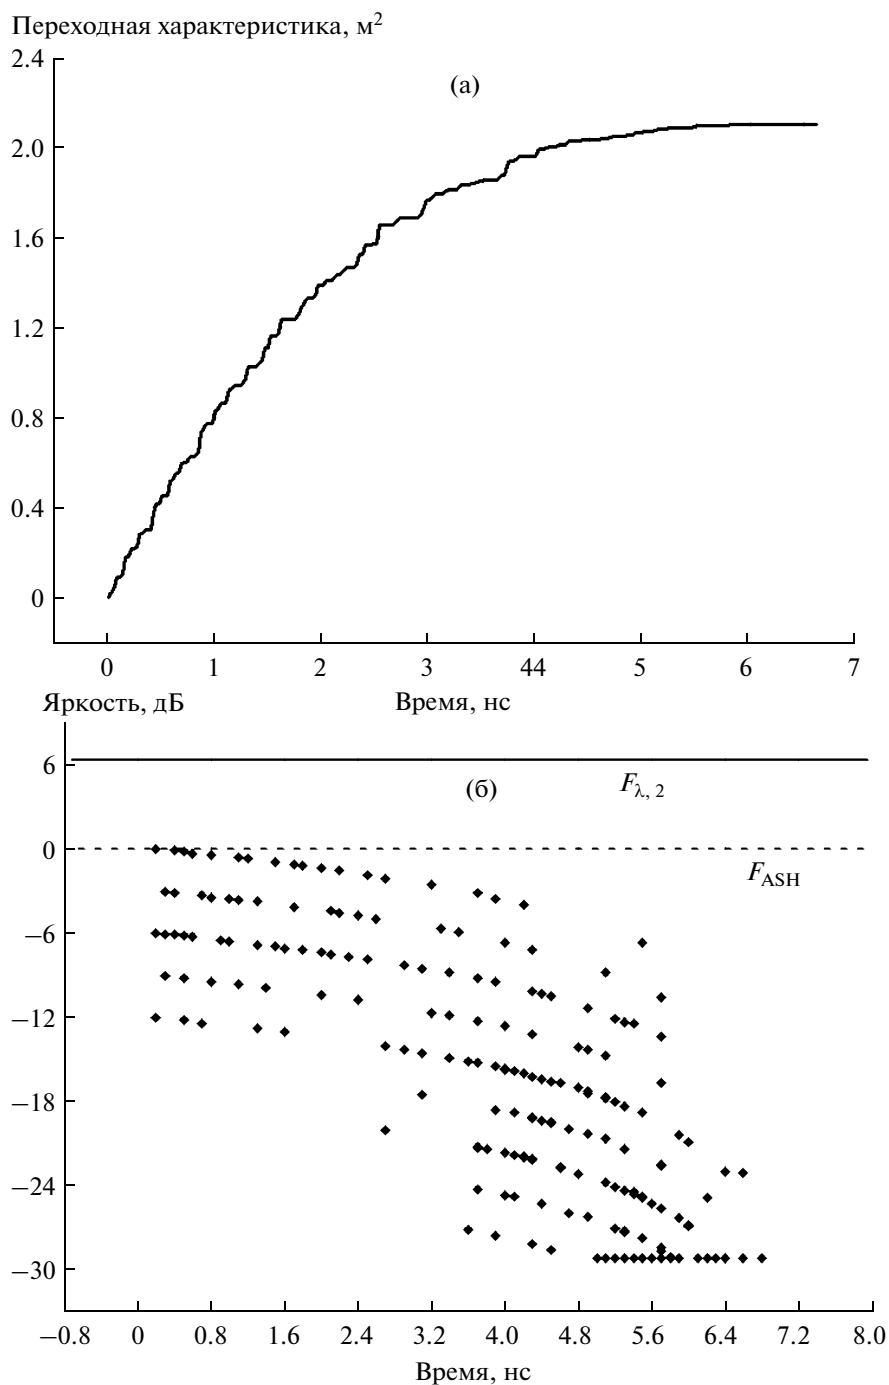 Переходная характеристика, м²
2.4
(а)
2.0
1.6
1.2
0.8
0.4
0
0 1 2 3 44 5 6 7
Время, нс
Яркость, дБ
6
(б)
Fλ, 2
0
FASH
−6
−12
−18
−24
−30
−0.8 0 0.8 1.6 2.4 3.2 4.0 4.8 5.6 6.4 7.2 8.0
Время, нс